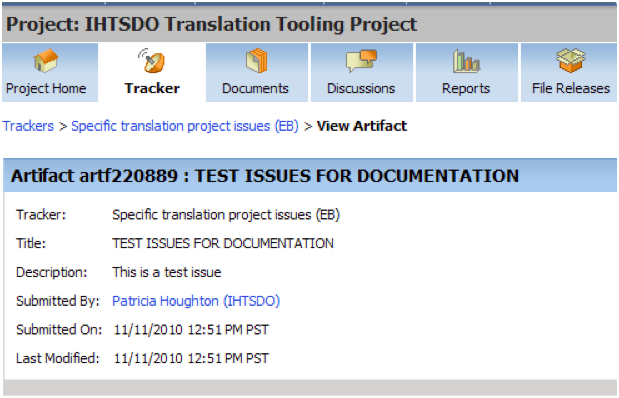 Project: IHTSDO Translation Tooling Project
Project Home Tracker Documents Discussions Reports File Releases
Trackers > Specific translation project issues (EB) > View Artifact
Artifact artf220889 : TEST ISSUES FOR DOCUMENTATION
Tracker: Specific translation project issues (EB)
Title: TEST ISSUES FOR DOCUMENTATION
Description: This is a test issue
Submitted By: Patricia Houghton (IHTSDO)
Submitted On: 11/11/2010 12:51 PM PST
Last Modified: 11/11/2010 12:51 PM PST